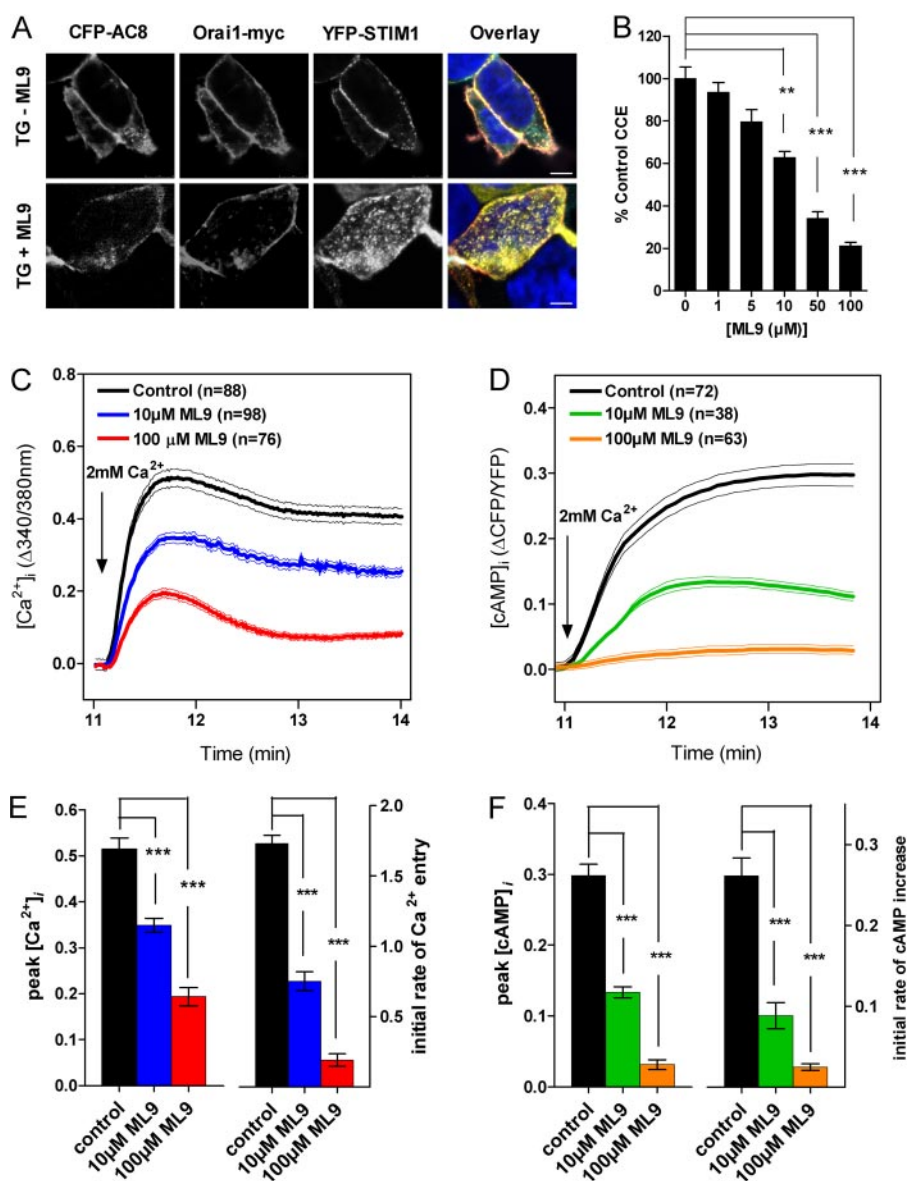 A
CFP-AC8
Orai1-myc
YFP-STIM1
Overlay
TG - ML9
TG + ML9
B
% Control CCE
120
100
80
60
40
20
0
**
***
***
0 1 5 10 50 100
[ML9 (µM)]
C
[Ca²⁺]i (Δ340/380nm)
0.8
0.6
0.4
0.2
0.0
Control (n=88)
10µM ML9 (n=98)
100 µM ML9 (n=76)
2mM Ca²⁺
11 12 13 14
Time (min)
D
[cAMP]i (ΔCFP/YFP)
0.4
0.3
0.2
0.1
0.0
Control (n=72)
10µM ML9 (n=38)
100µM ML9 (n=63)
2mM Ca²⁺
11 12 13 14
Time (min)
E
peak [Ca²⁺]i
0.6
0.5
0.4
0.3
0.2
0.1
0.0
***
***
***
***
2.0
1.5
1.0
0.5
initial rate of Ca ²⁺ entry
control
10µM ML9
100µM ML9
control
10µM ML9
100µM ML9
F
peak [cAMP]i
0.4
0.3
0.2
0.1
0.0
***
***
***
***
0.3
0.2
0.1
initial rate of cAMP increase
control
10µM ML9
100µM ML9
control
10µM ML9
100µM ML9